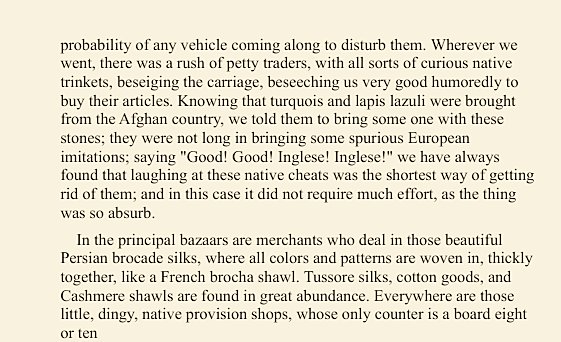 probability of any vehicle coming along to disturb them. Wherever we
went, there was a rush of petty traders, with all sorts of curious native
trinkets, beseiging the carriage, beseeching us very good humoredly to
buy their articles. Knowing that turquois and lapis lazuli were brought
from the Afghan country, we told them to bring some one with these
stones; they were not long in bringing some spurious European
imitations; saying "Good! Good! Inglese! Inglese!" we have always
found that laughing at these native cheats was the shortest way of getting
rid of them; and in this case it did not require much effort, as the thing
was so absurb.
In the principal bazaars are merchants who deal in those beautiful
Persian brocade silks, where all colors and patterns are woven in, thickly
together, like a French brocha shawl. Tussore silks, cotton goods, and
Cashmere shawls are found in great abundance. Everywhere are those
little, dingy, native provision shops, whose only counter is a board eight
or ten